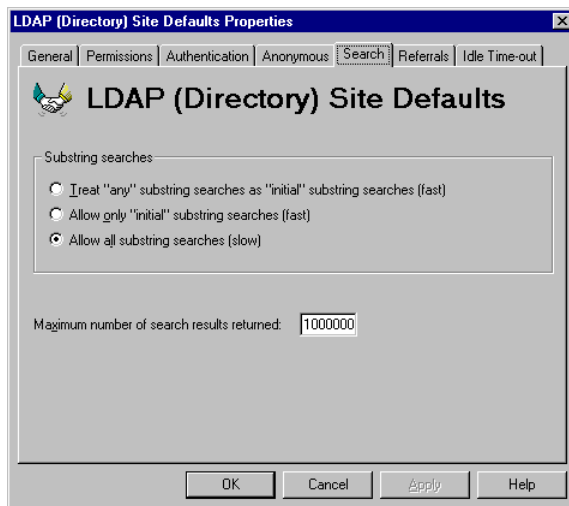 LDAP (Directory) Site Defaults Properties
General Permissions Authentication Anonymous Search Referrals Idle Time-out
LDAP (Directory) Site Defaults
Substring searches
Treat "any" substring searches as "initial" substring searches (fast)
Allow only "initial" substring searches (fast)
Allow all substring searches (slow)
Maximum number of search results returned: 1000000
OK Cancel Apply Help